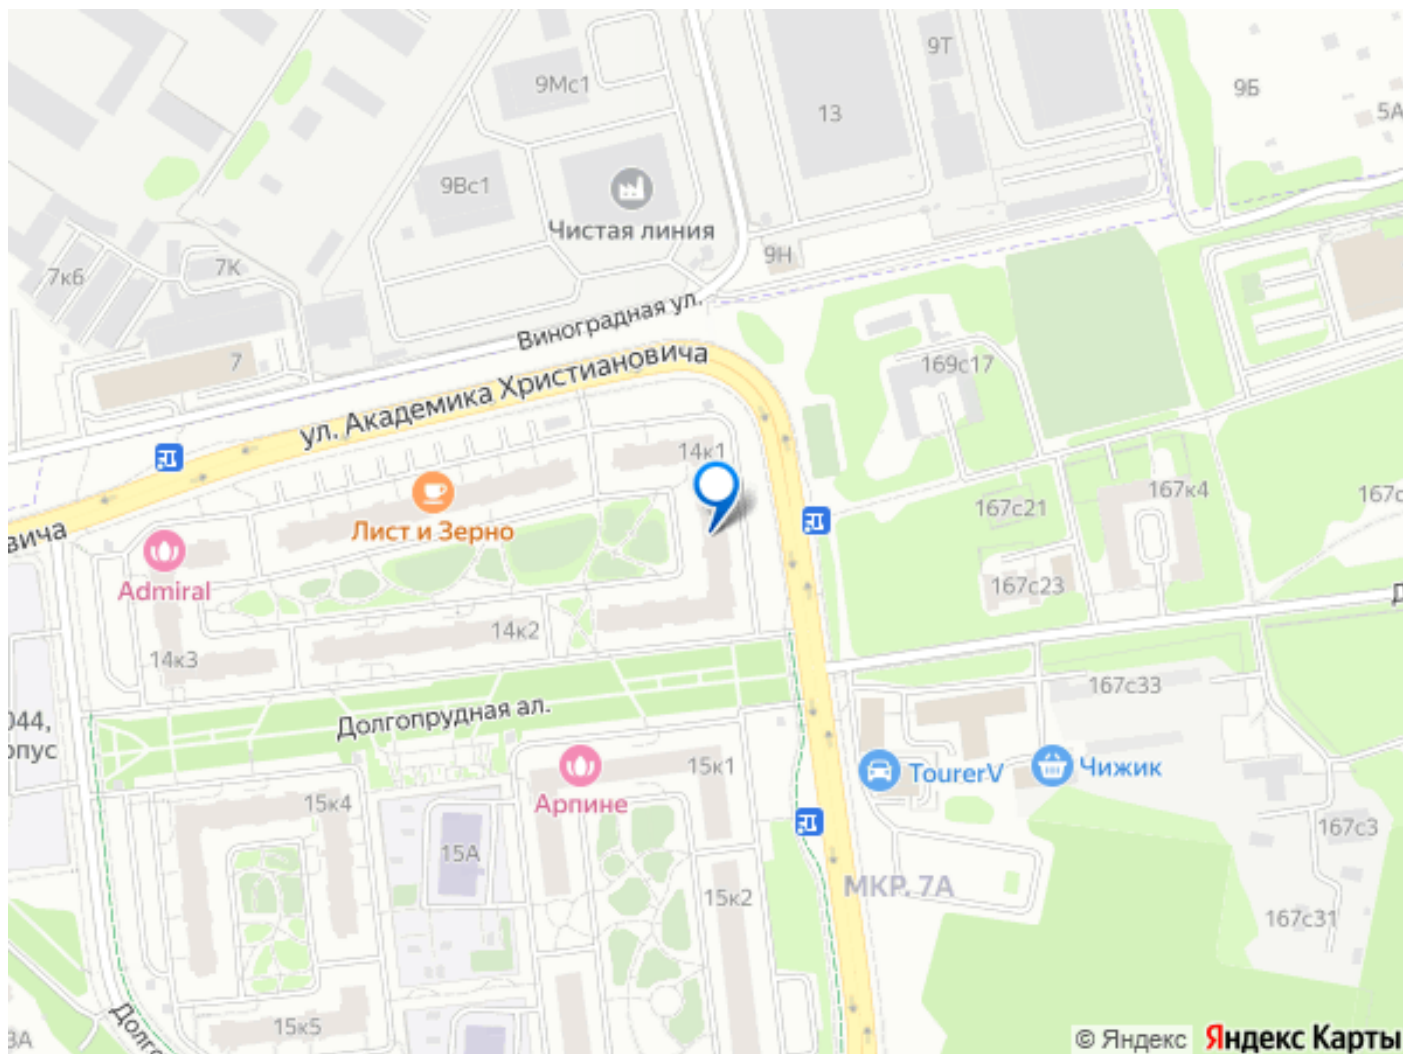 9Т
9Мс1
9Б
13
5А
9Вс1
Чистая линия
9Н
7К
7к6
Виноградная ул.
7
169с17
ул. Академика Христиановича
14к1
167к4
167с21
Лист и Зерно
Admiral
167с23
14к2
14к3
167с33
Долгопрудная ал.
044,
15к1
TourerV
Чижик
Арпине
15к4
167с3
15А
МКР. 7А
15к2
167с31
15к5
© Яндекс
Яндекс Карты